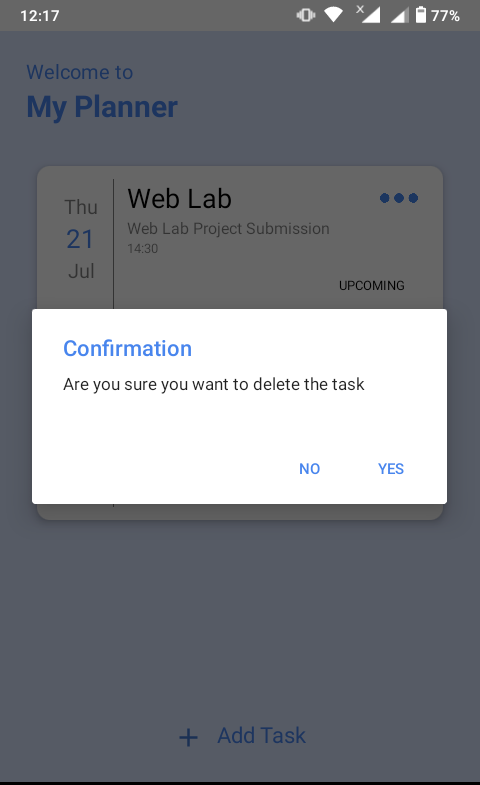 12:17 77%
Welcome to
My Planner
Thu
21
Jul
Web Lab
Web Lab Project Submission
14:30
UPCOMING
Confirmation
Are you sure you want to delete the task
NO YES
+ Add Task